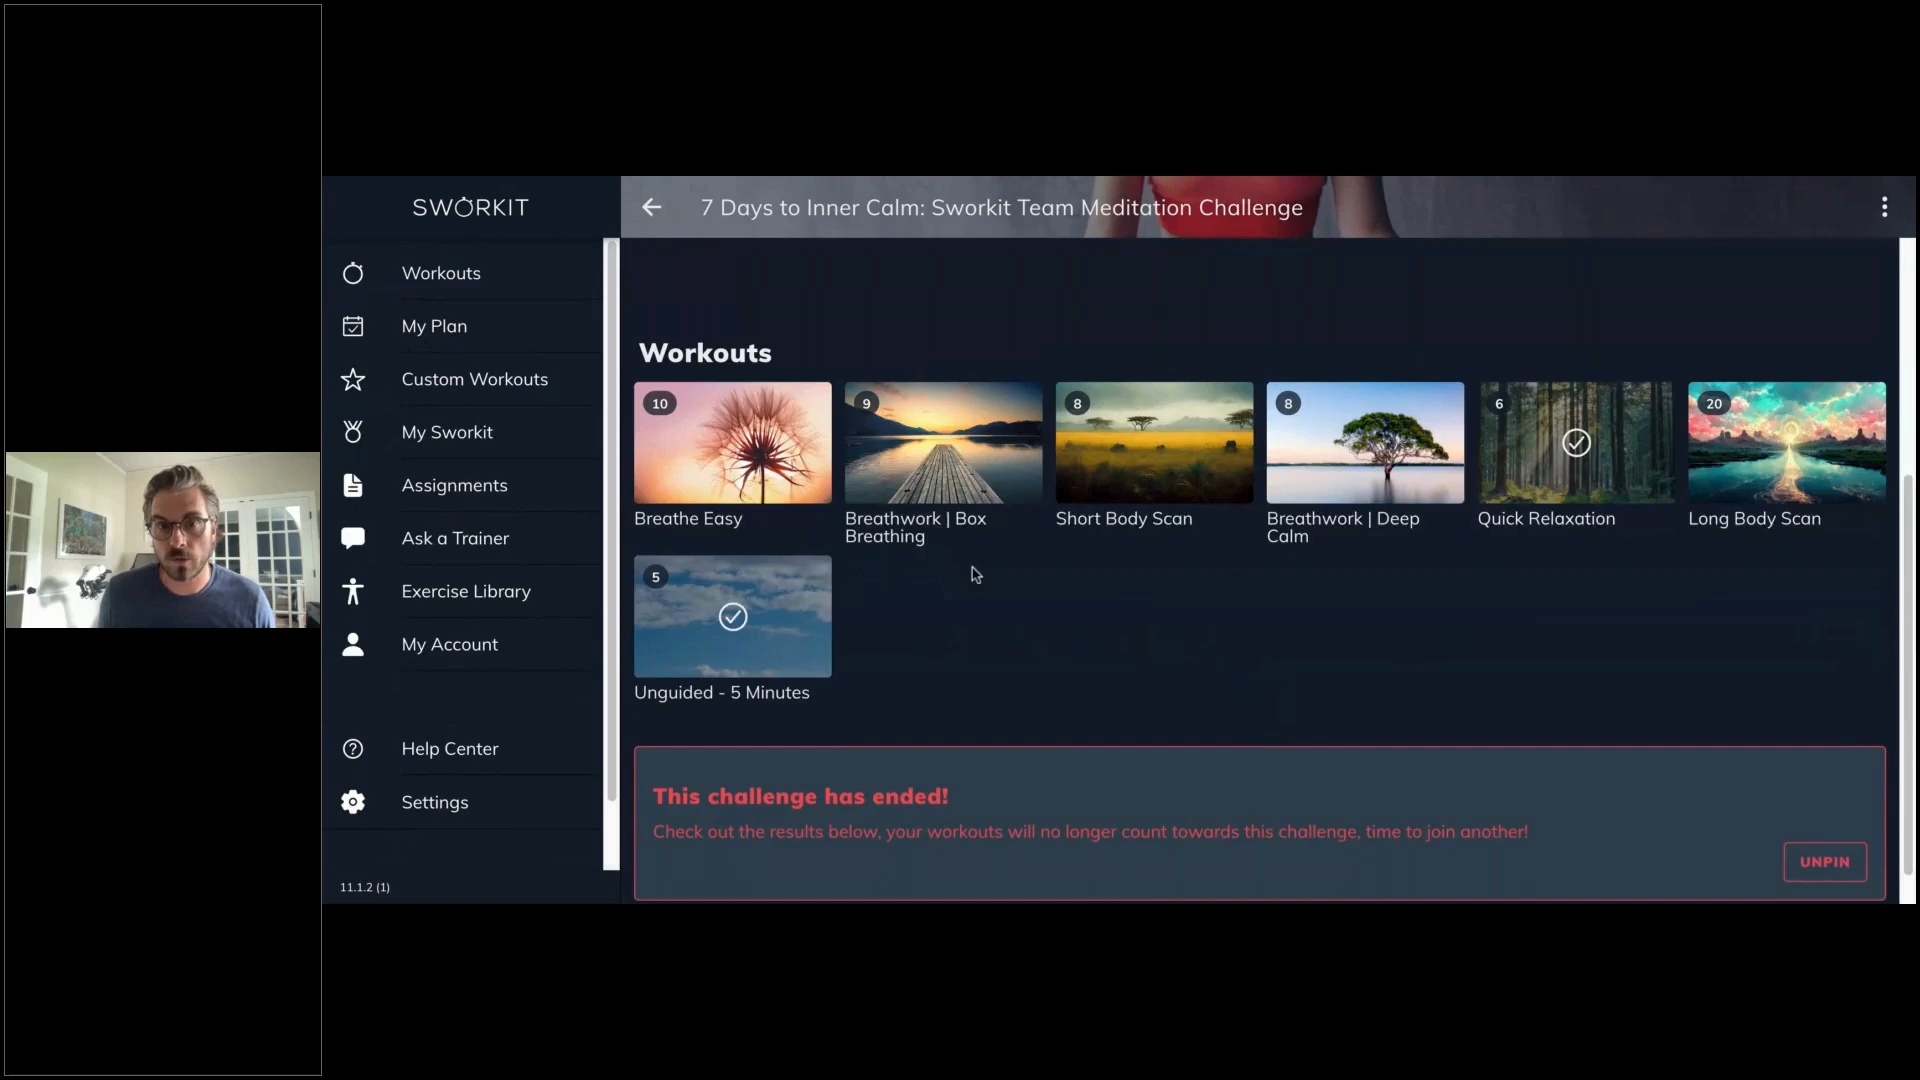 SWORKIT
7 Days to Inner Calm: Sworkit Team Meditation Challenge
Workouts
My Plan
Custom Workouts
My Sworkit
Assignments
Ask a Trainer
Exercise Library
My Account
Help Center
Settings
11.1.2 (1)
Workouts
10
9
8
8
6
20
Breathe Easy
Breathwork | Box
Breathing
Short Body Scan
Breathwork | Deep
Calm
Quick Relaxation
Long Body Scan
5
Unguided - 5 Minutes
This challenge has ended!
Check out the results below, your workouts will no longer count towards this challenge, time to join another!
UNPIN